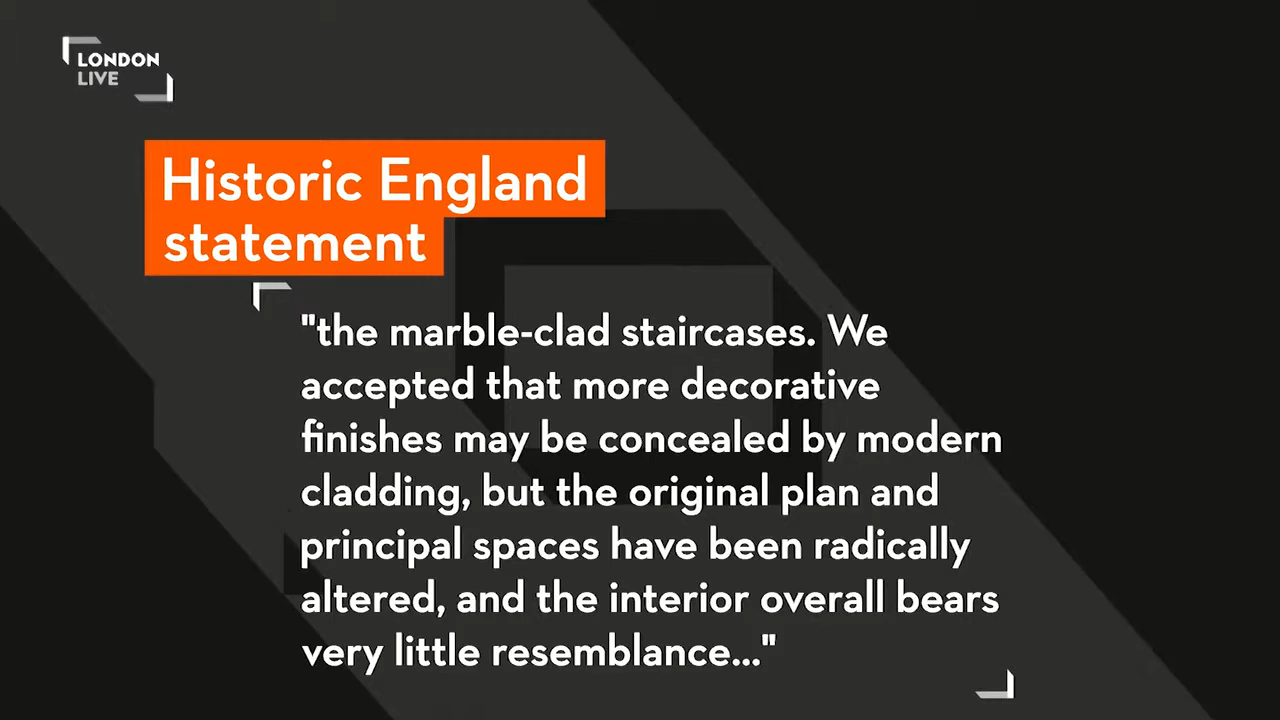 LONDON
LIVE
Historic England
statement
"the marble-clad staircases. We
accepted that more decorative
finishes may be concealed by modern
cladding, but the original plan and
principal spaces have been radically
altered, and the interior overall bears
very little resemblance..."